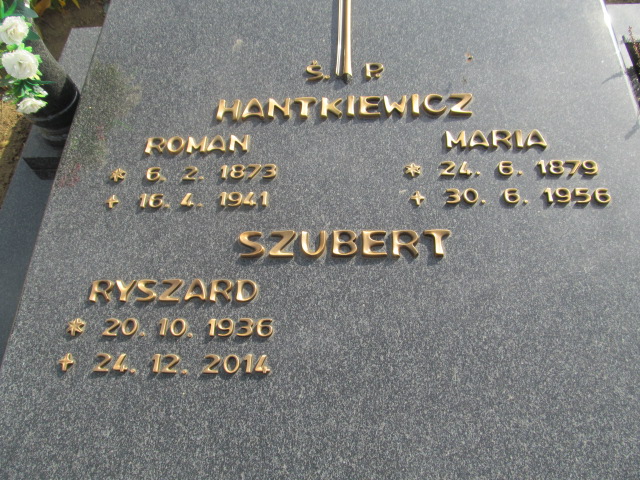 Ś. P.
HANTKIEWICZ
ROMAN MARIA
* 6. 2. 1873 * 24. 6. 1879
+ 16. 4. 1941 + 30. 6. 1956
SZUBERT
RYSZARD
* 20. 10. 1936
+ 24. 12. 2014